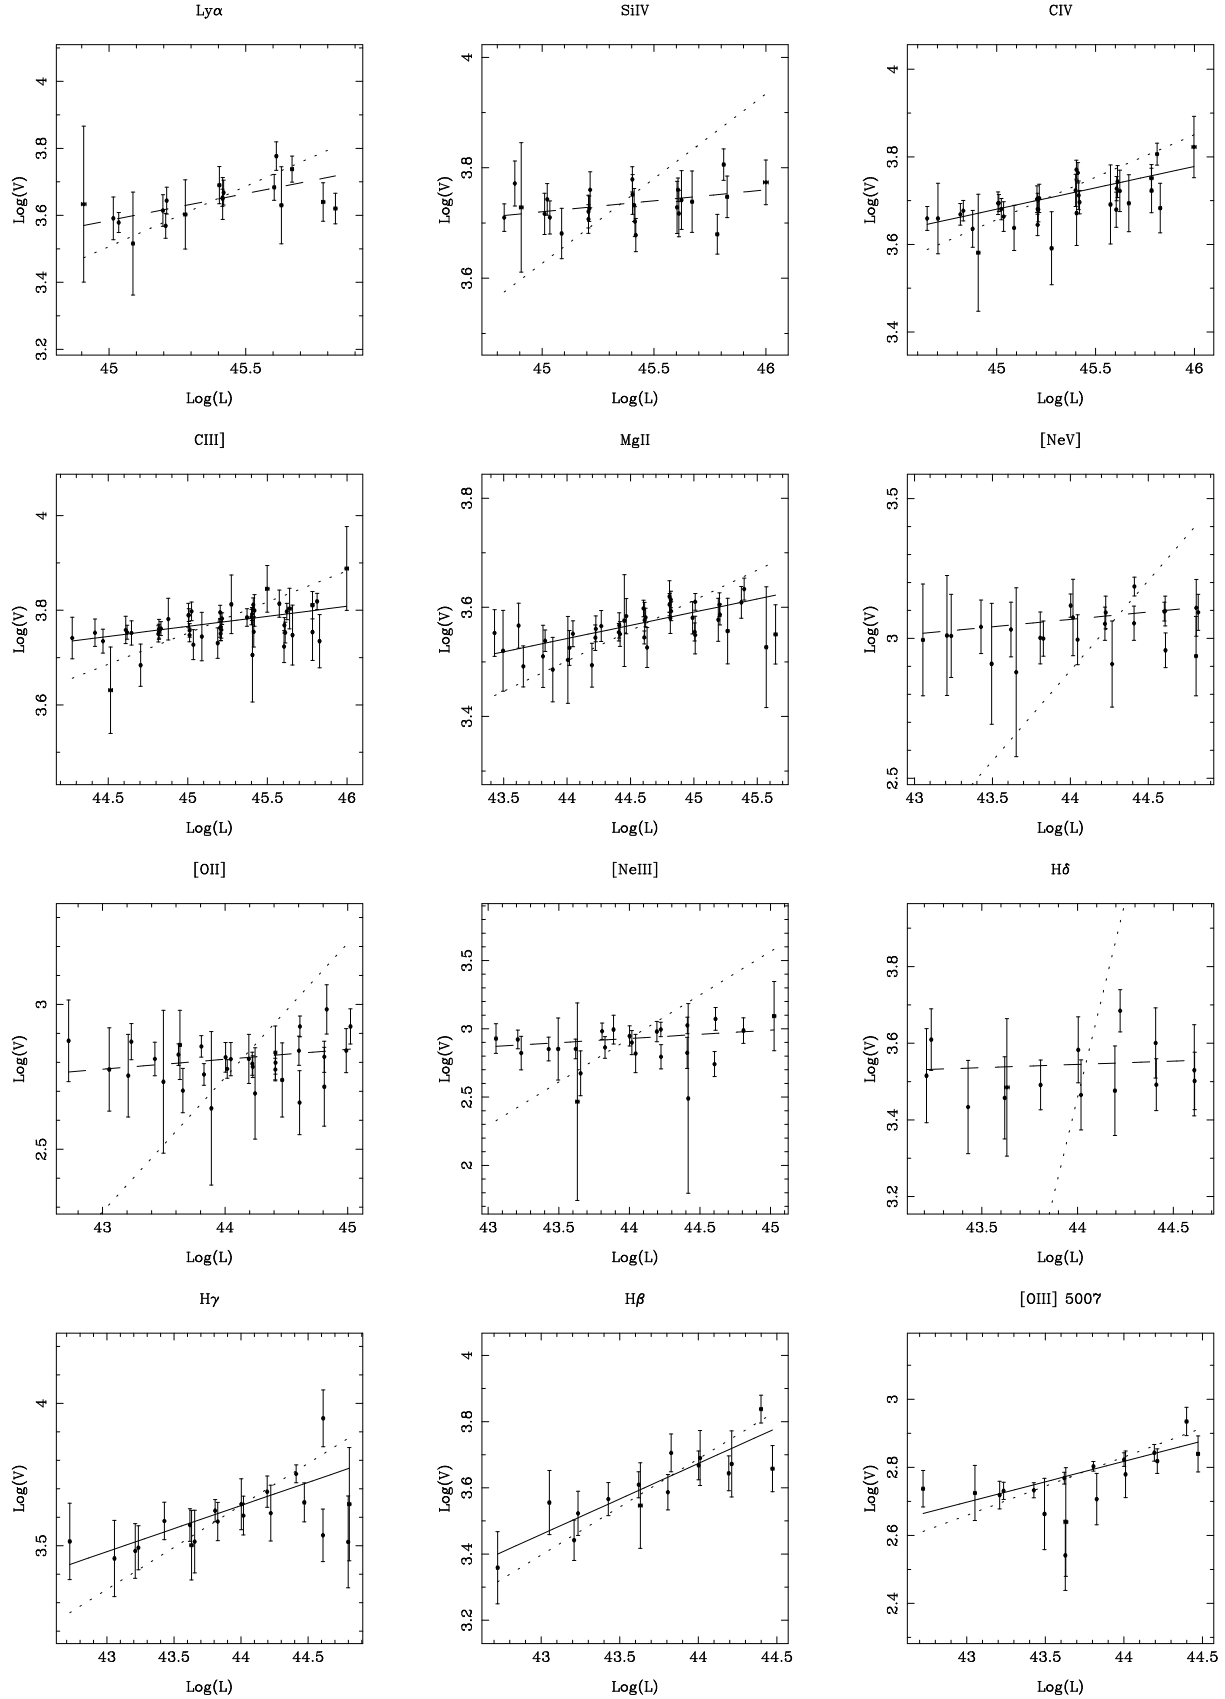 Lyα
SiIV
CIV
Log(V)
3.2 3.4 3.6 3.8 4
45 45.5
Log(L)
Log(V)
3.6 3.8 4
45 45.5 46
Log(L)
Log(V)
3.4 3.6 3.8 4
45 45.5 46
Log(L)
CIII]
MgII
[NeV]
Log(V)
3.6 3.8 4
44.5 45 45.5 46
Log(L)
Log(V)
3.4 3.6 3.8
43.5 44 44.5 45 45.5
Log(L)
Log(V)
2.5 3 3.5
43 43.5 44 44.5
Log(L)
[OII]
[NeIII]
Hδ
Log(V)
2.5 3
43 44 45
Log(L)
Log(V)
2 2.5 3 3.5
43 43.5 44 44.5 45
Log(L)
Log(V)
3.2 3.4 3.6 3.8
43.5 44 44.5
Log(L)
Hγ
Hβ
[OIII] 5007
Log(V)
3.5 4
43 43.5 44 44.5
Log(L)
Log(V)
3.2 3.4 3.6 3.8 4
43 43.5 44 44.5
Log(L)
Log(V)
2.4 2.6 2.8 3
43 43.5 44 44.5
Log(L)